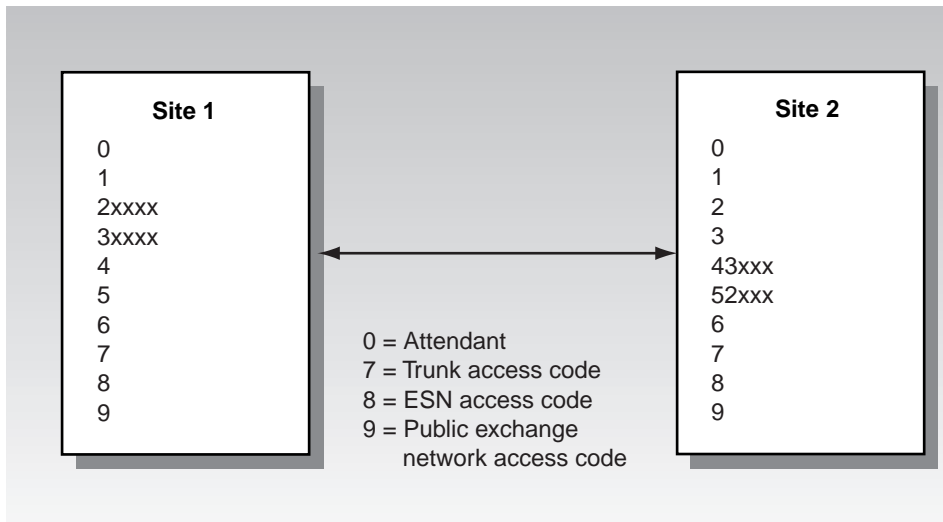 Site 1
0
1
2xxxx
3xxxx
4
5
6
7
8
9
0 = Attendant
7 = Trunk access code
8 = ESN access code
9 = Public exchange
network access code
Site 2
0
1
2
3
43xxx
52xxx
6
7
8
9